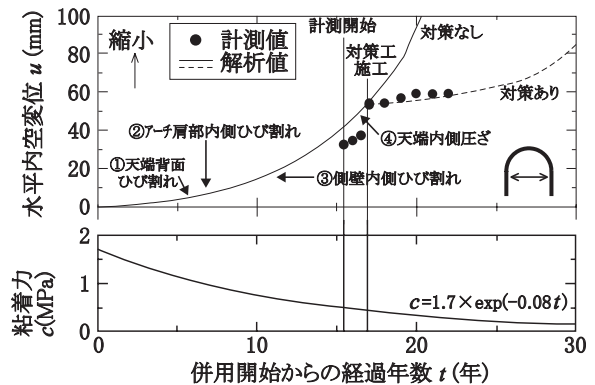 計測開始
100
縮小
● 計測値
解析値
対策工
施工
対策なし
80
60
対策あり
水平内空変位 u (mm)
②アーチ肩部内側ひび割れ
④天端内側圧ざ
40
①天端背面
ひび割れ
③側壁内側ひび割れ
20
0
2
1
0
粘着力
c(MPa)
c=1.7×exp(−0.08t)
0 10 20 30
併用開始からの経過年数 t (年)